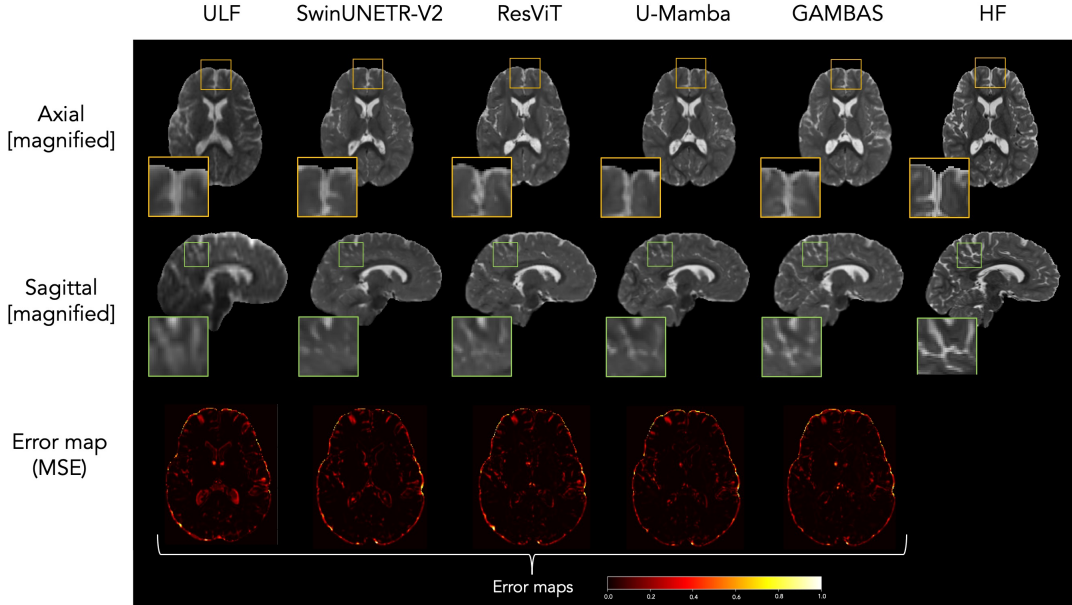 ULF SwinUNETR-V2 ResViT U-Mamba GAMBAS HF
Axial
[magnified]
Sagittal
[magnified]
Error map
(MSE)
Error maps
0.0 0.2 0.4 0.6 0.8 1.0